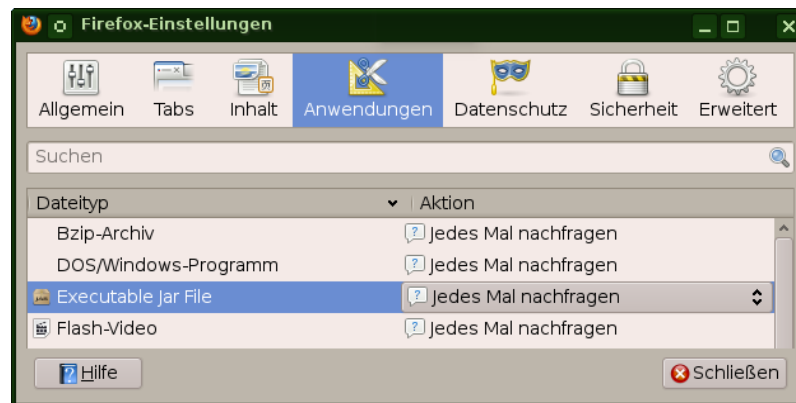 Firefox-Einstellungen
Allgemein Tabs Inhalt Anwendungen Datenschutz Sicherheit Erweitert
Suchen
Dateityp Aktion
Bzip-Archiv Jedes Mal nachfragen
DOS/Windows-Programm Jedes Mal nachfragen
Executable Jar File Jedes Mal nachfragen
Flash-Video Jedes Mal nachfragen
Hilfe Schließen